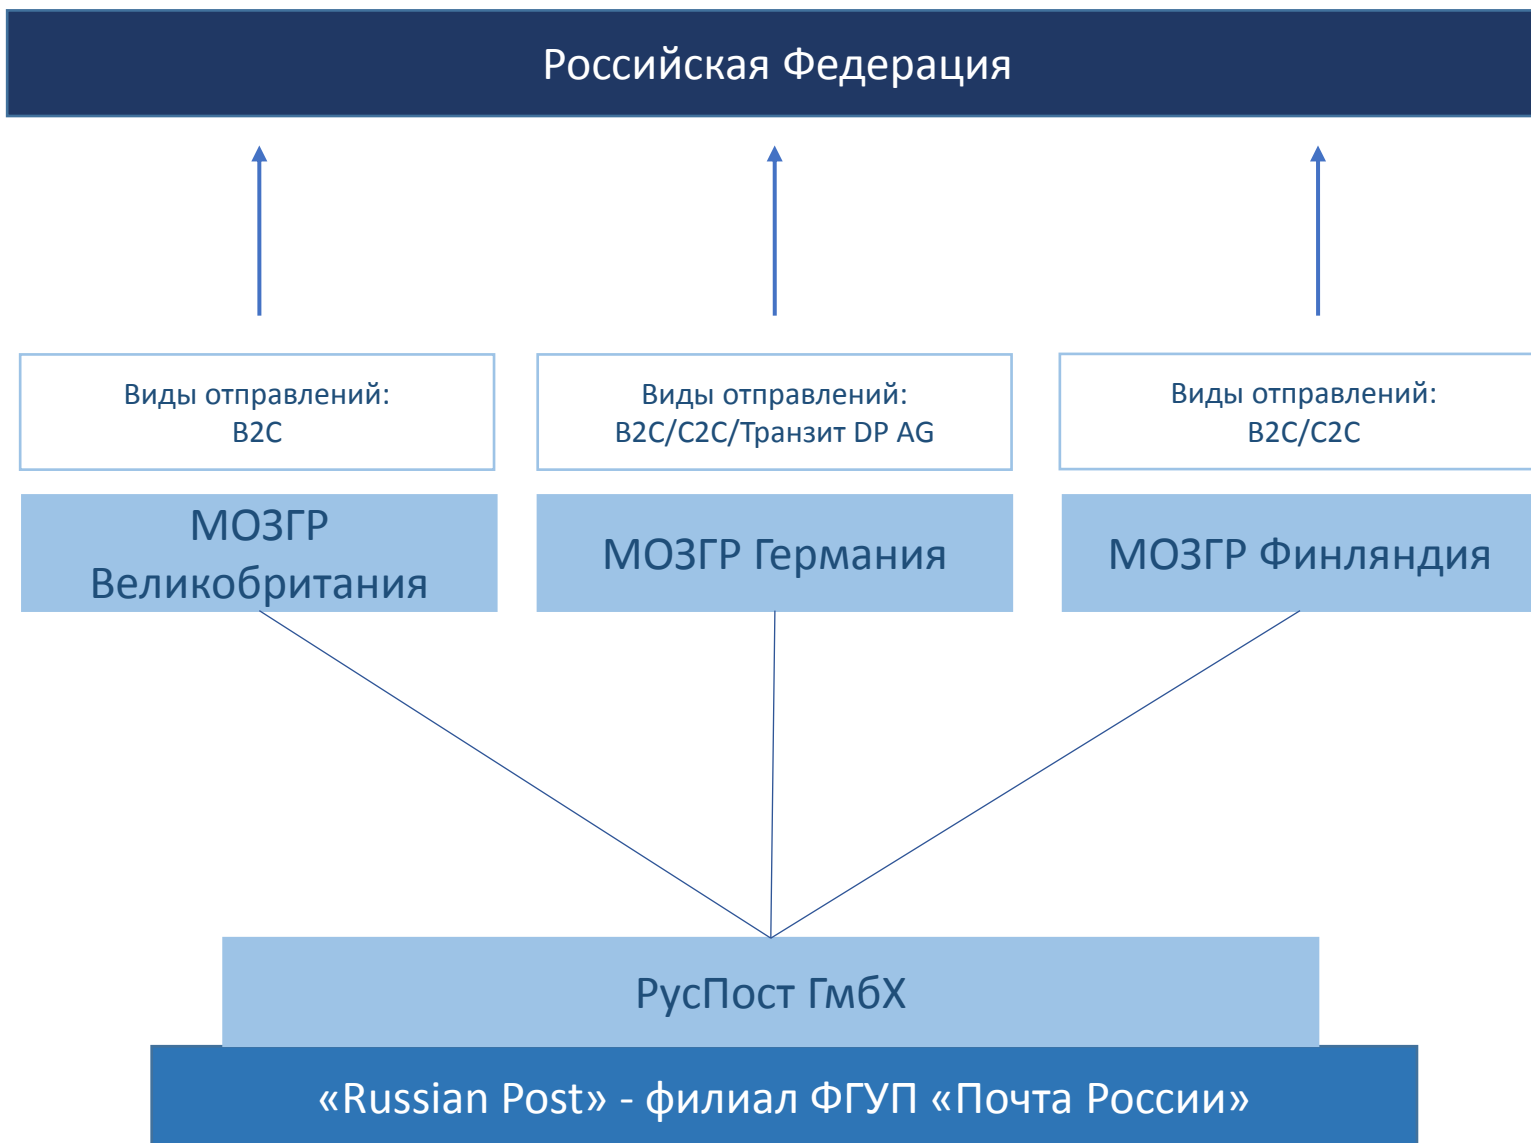 Российская Федерация
Виды отправлений:
B2C
Виды отправлений:
B2C/C2C/Транзит DP AG
Виды отправлений:
B2C/C2C
МОЗГР
Великобритания
МОЗГР Германия
МОЗГР Финляндия
РусПост ГмбХ
«Russian Post» - филиал ФГУП «Почта России»